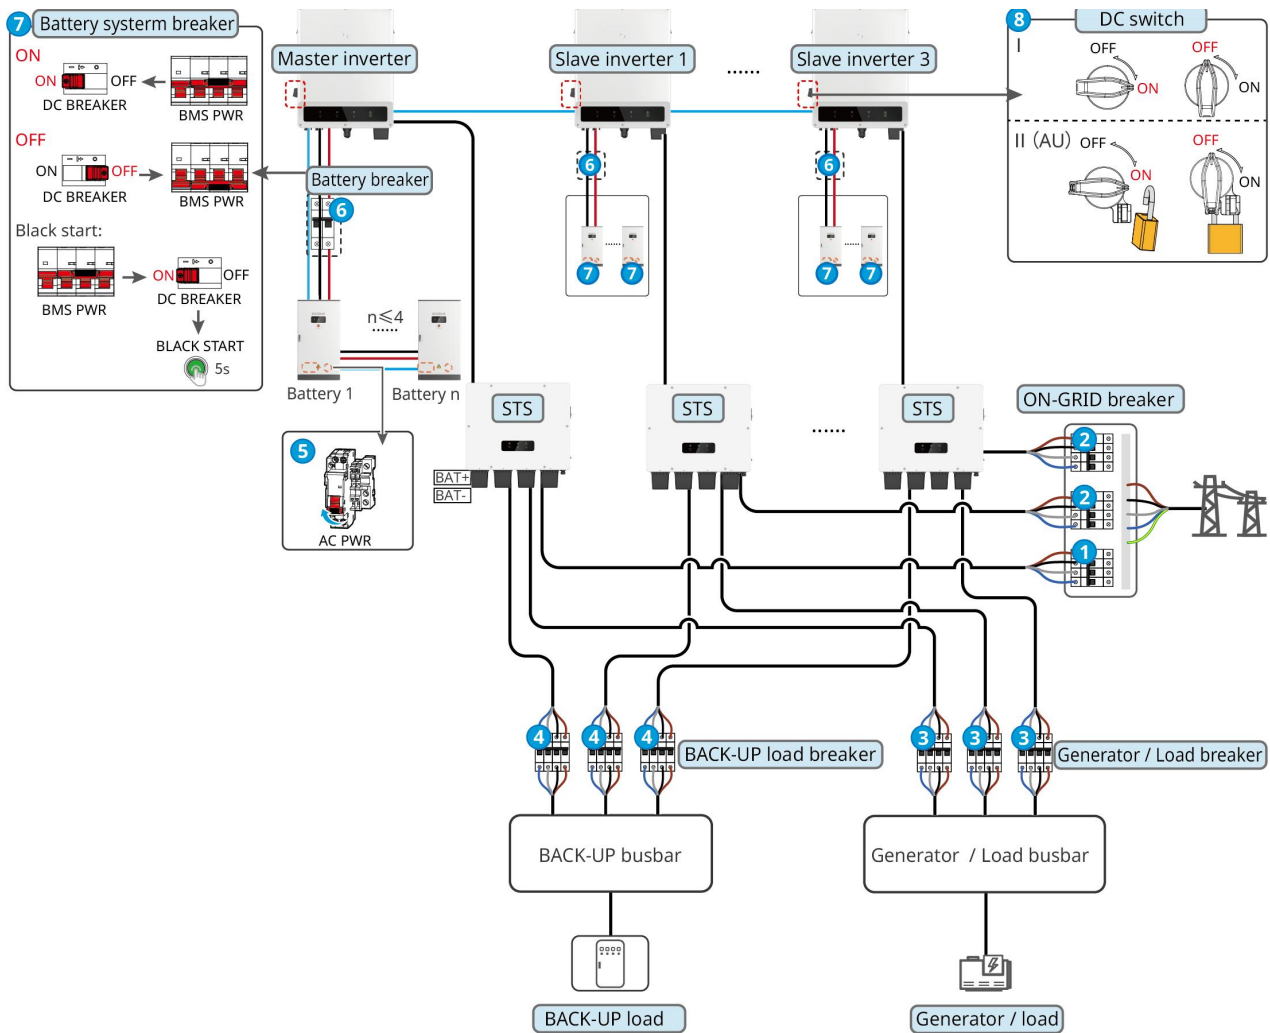 7 Battery systerm breaker
ON
ON OFF
DC BREAKER
BMS PWR
OFF
ON OFF
DC BREAKER
BMS PWR
Black start:
BMS PWR
ON OFF
DC BREAKER
BLACK START
5s
Master inverter
Slave inverter 1
......
Slave inverter 3
8 DC switch
I
OFF
ON
OFF
ON
II (AU)
OFF
ON
OFF
ON
Battery breaker
6
6
6
7
7
7
7
......
......
n≤4
......
Battery 1
Battery n
5
AC PWR
STS
STS
......
STS
BAT+
BAT-
ON-GRID breaker
2
2
1
4
4
4
BACK-UP load breaker
3
3
3
Generator / Load breaker
BACK-UP busbar
Generator / Load busbar
BACK-UP load
Generator / load